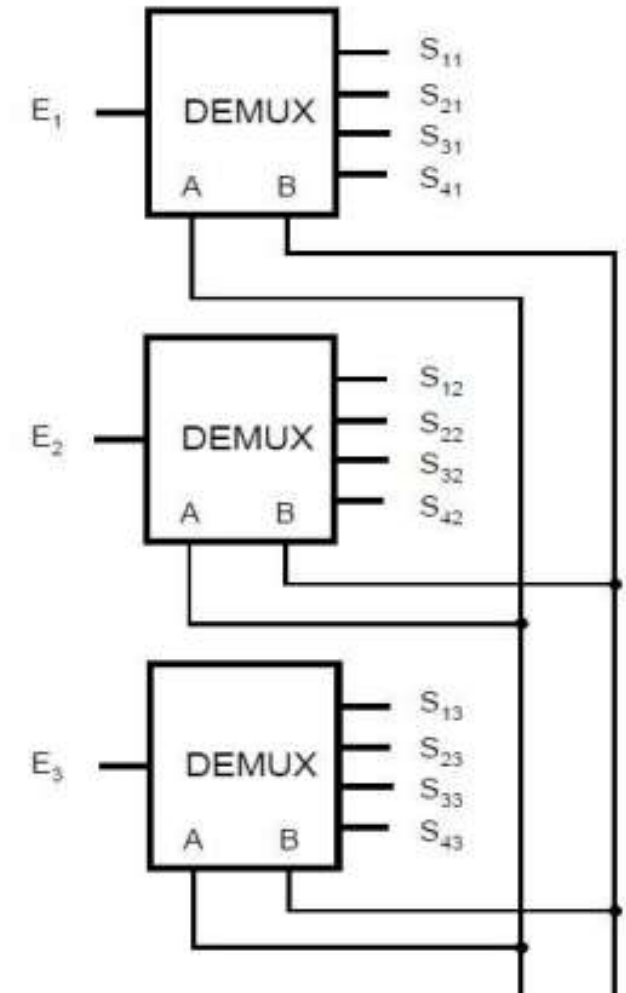 S₁₁
S₂₁
E₁ DEMUX
S₃₁
A B S₄₁
S₁₂
S₂₂
E₂ DEMUX
S₃₂
A B S₄₂
S₁₃
S₂₃
E₃ DEMUX
S₃₃
A B S₄₃